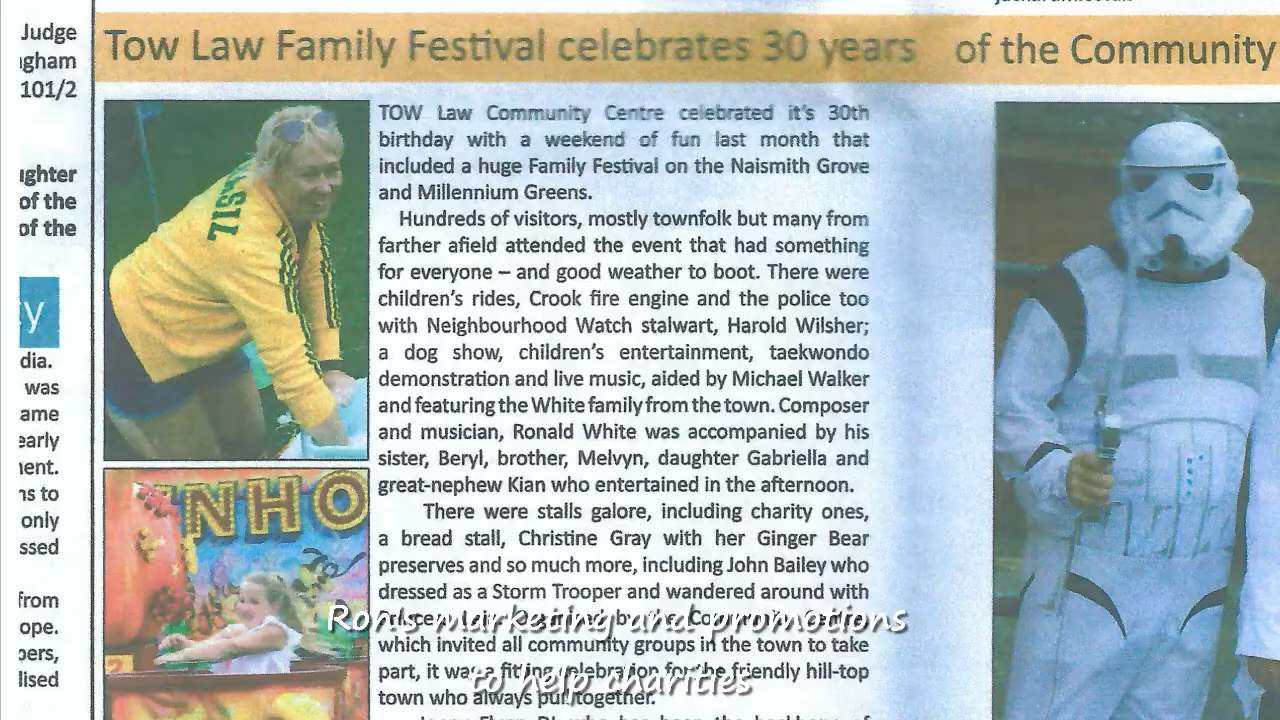 Judge
gham
101/2
ughter
of the
of the
y
dia.
was
ame
early
ent.
ns to
only
ssed
from
ope.
bers,
lised
Tow Law Family Festival celebrates 30 years of the Community
TOW Law Community Centre celebrated it's 30th
birthday with a weekend of fun last month that
included a huge Family Festival on the Naismith Grove
and Millennium Greens.
Hundreds of visitors, mostly townfolk but many from
farther afield attended the event that had something
for everyone – and good weather to boot. There were
children's rides, Crook fire engine and the police too
with Neighbourhood Watch stalwart, Harold Wilsher;
a dog show, children's entertainment, taekwondo
demonstration and live music, aided by Michael Walker
and featuring the White family from the town. Composer
and musician, Ronald White was accompanied by his
sister, Beryl, brother, Melvyn, daughter Gabriella and
great-nephew Kian who entertained in the afternoon.
There were stalls galore, including charity ones,
a bread stall, Christine Gray with her Ginger Bear
preserves and so much more, including John Bailey who
dressed as a Storm Trooper and wandered around with
which invited all community groups in the town to take
part, it was a fitting celebration for the friendly hill-top
town who always pull together.
Ron's marketing and promotions
to help charities
71ST
NHO